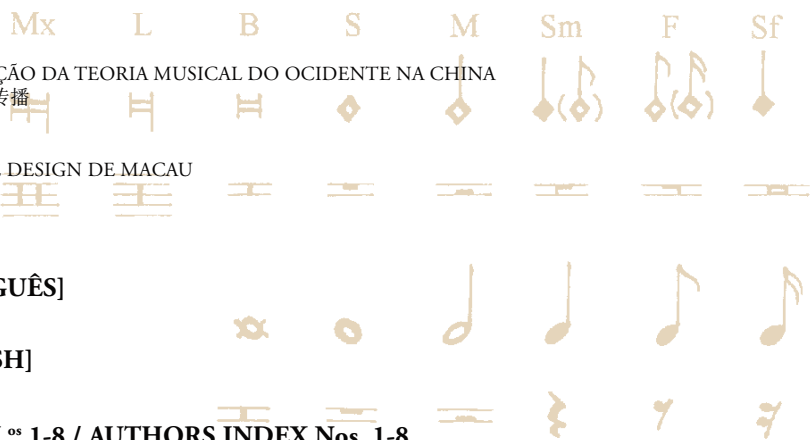 Mx L B S M Sm F Sf
ÇÃO DA TEORIA MUSICAL DO OCIDENTE NA CHINA
传播
DESIGN DE MACAU
GUÊS]
SH]
os 1-8 / AUTHORS INDEX Nos. 1-8